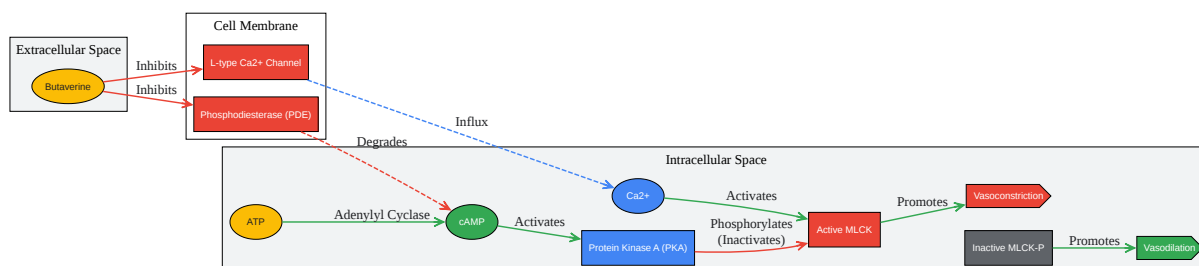 Cell Membrane
Extracellular Space
Butaverine
Inhibits
Inhibits
L-type Ca2+ Channel
Phosphodiesterase (PDE)
Influx
Degrades
Intracellular Space
ATP
Adenylyl Cyclase
cAMP
Activates
Ca2+
Activates
Protein Kinase A (PKA)
Phosphorylates
(Inactivates)
Active MLCK
Promotes
Vasoconstriction
Inactive MLCK-P
Promotes
Vasodilation